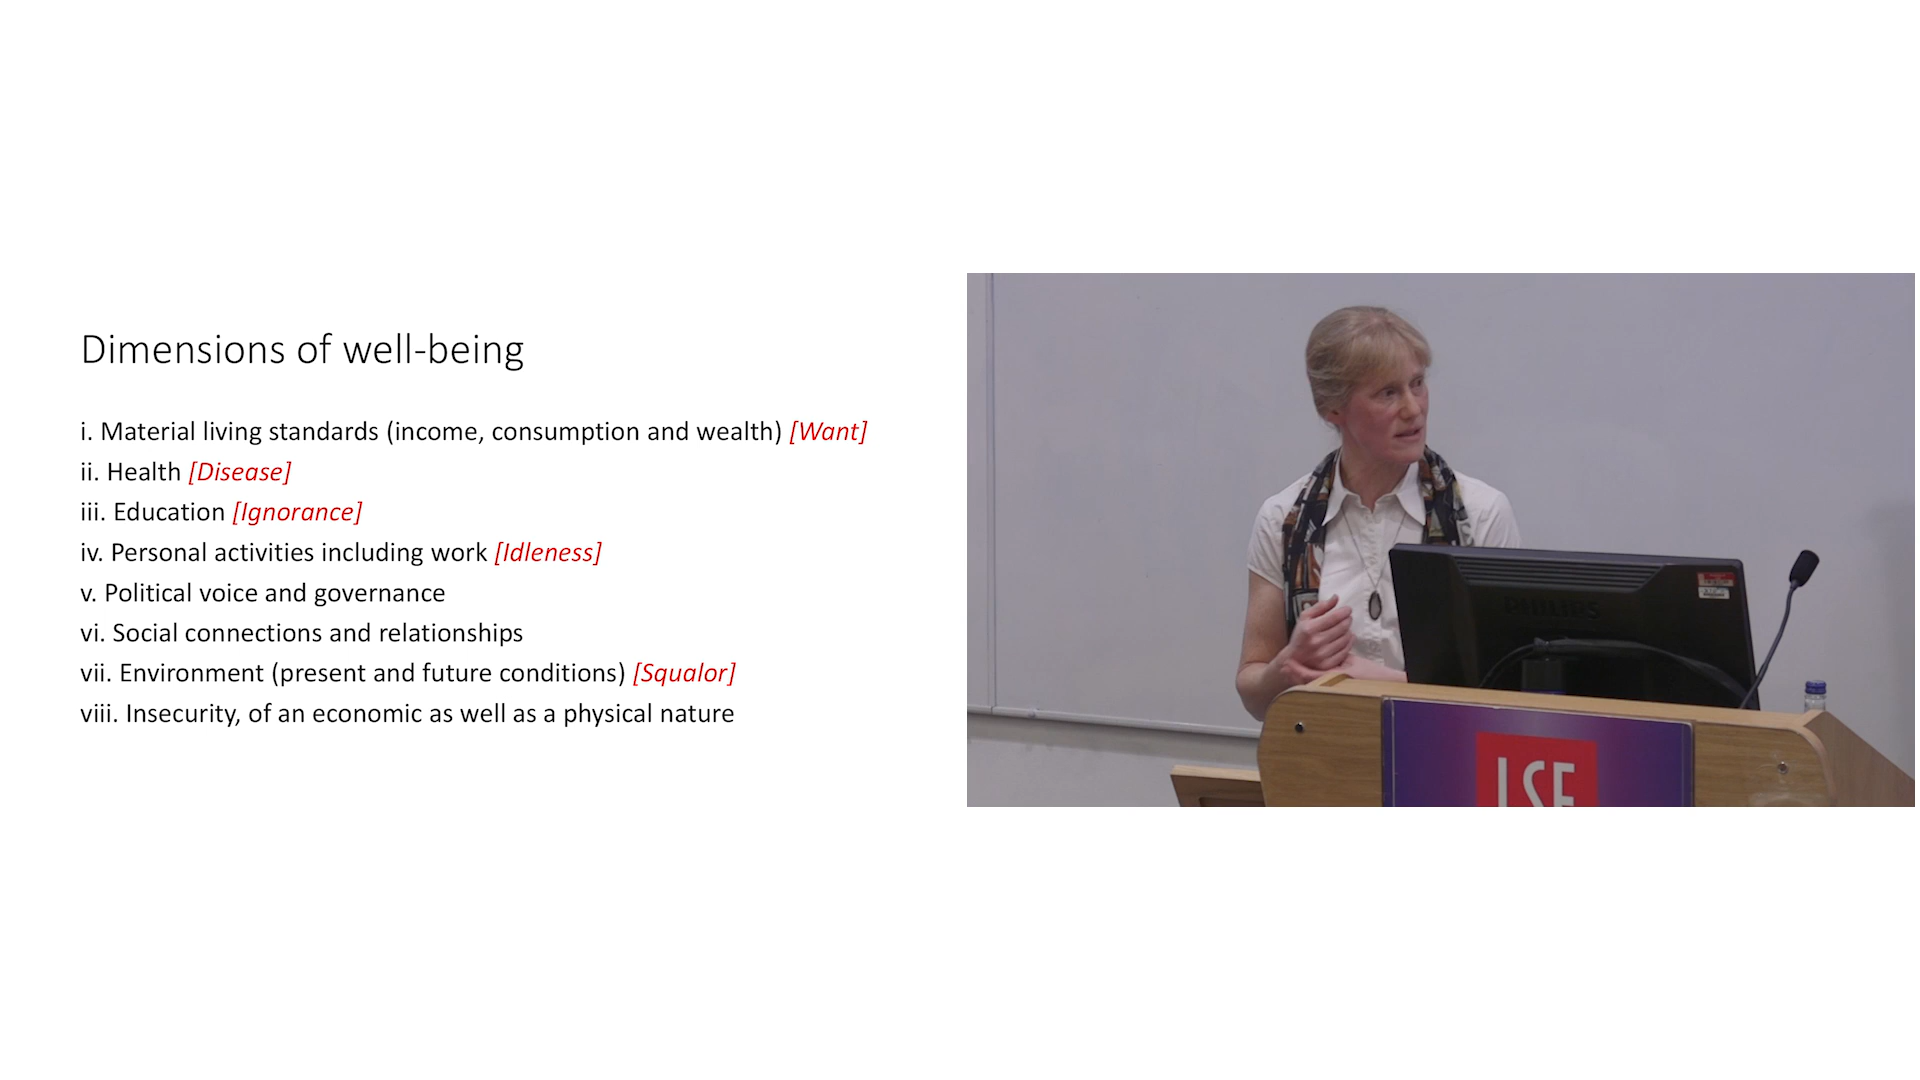 Dimensions of well-being
i. Material living standards (income, consumption and wealth) [Want]
ii. Health [Disease]
iii. Education [Ignorance]
iv. Personal activities including work [Idleness]
v. Political voice and governance
vi. Social connections and relationships
vii. Environment (present and future conditions) [Squalor]
viii. Insecurity, of an economic as well as a physical nature
PHILIPS
LSE